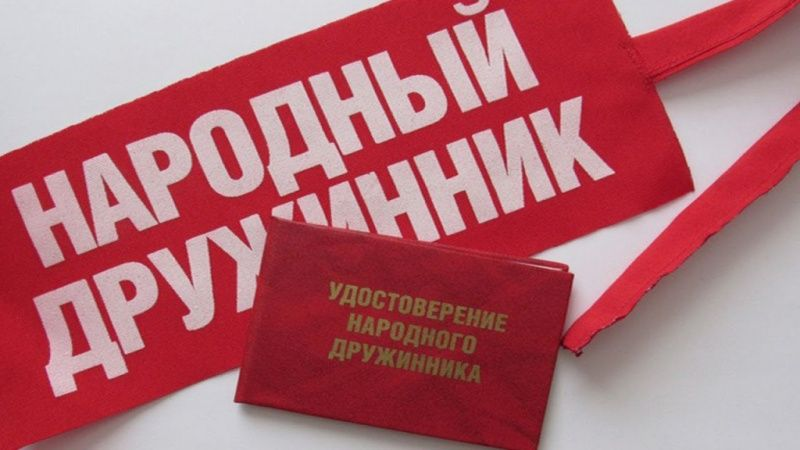 НАРОДНЫЙ
ДРУЖИННИК
УДОСТОВЕРЕНИЕ
НАРОДНОГО
ДРУЖИННИКА